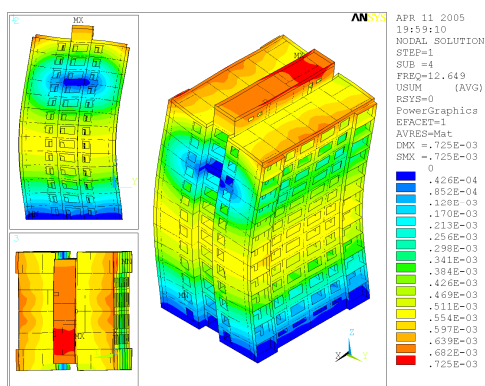 2
MX
ANSYS
APR 11 2005
19:59:10
NODAL SOLUTION
STEP=1
SUB =4
FREQ=12.649
USUM (AVG)
RSYS=0
PowerGraphics
EFACET=1
AVRES=Mat
DMX =.725E-03
SMX =.725E-03
0
.426E-04
.852E-04
.128E-03
.170E-03
.213E-03
.256E-03
.298E-03
.341E-03
.384E-03
.426E-03
.469E-03
.511E-03
.554E-03
.597E-03
.639E-03
.682E-03
.725E-03
MX
Y
3
MX
Z
X
Y